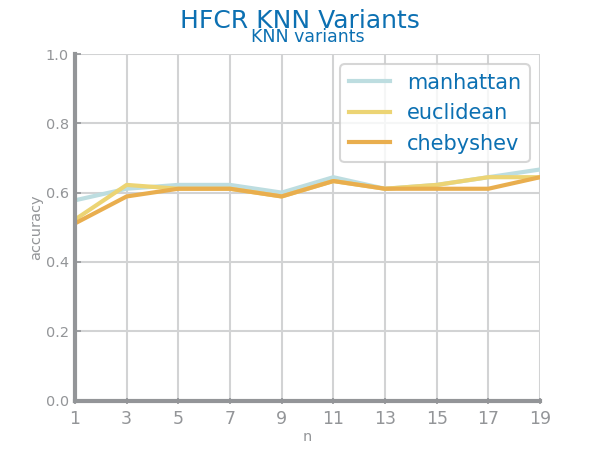 HFCR KNN Variants
KNN variants
manhattan
euclidean
chebyshev
accuracy
1.0
0.8
0.6
0.4
0.2
0.0
1 3 5 7 9 11 13 15 17 19
n